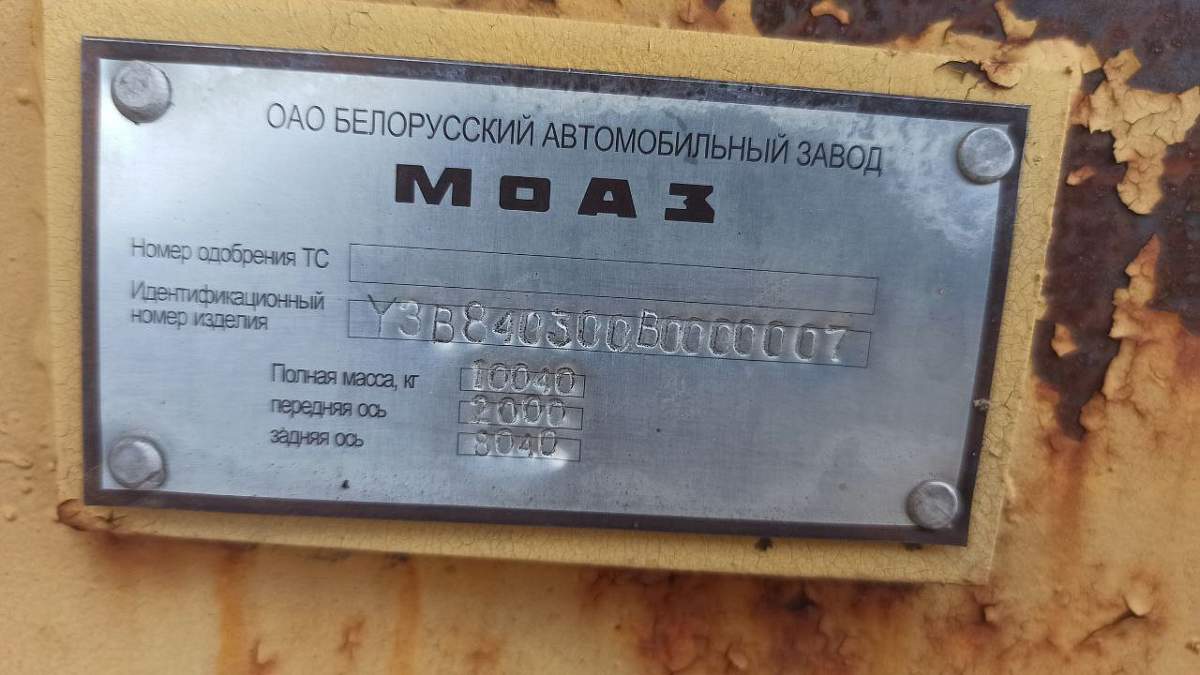 ОАО БЕЛОРУССКИЙ АВТОМОБИЛЬНЫЙ ЗАВОД
МОАЗ
Номер одобрения ТС
Идентификационный
номер изделия Y3B840300B0000007
Полная масса, кг 10040
передняя ось 2000
задняя ось 8040